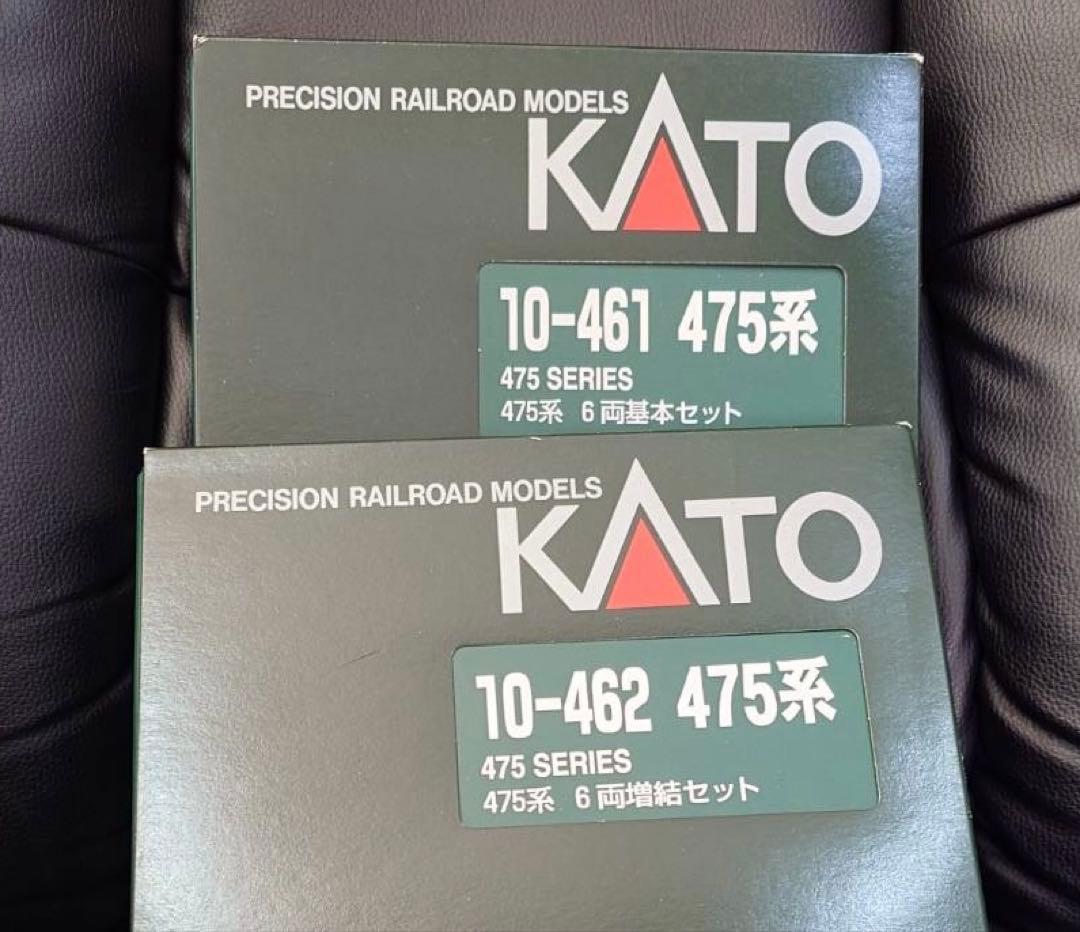 PRECISION RAILROAD MODELS
KATO
10-461 475系
475 SERIES
475系 6両基本セット
PRECISION RAILROAD MODELS
KATO
10-462 475系
475 SERIES
475系 6両増結セット